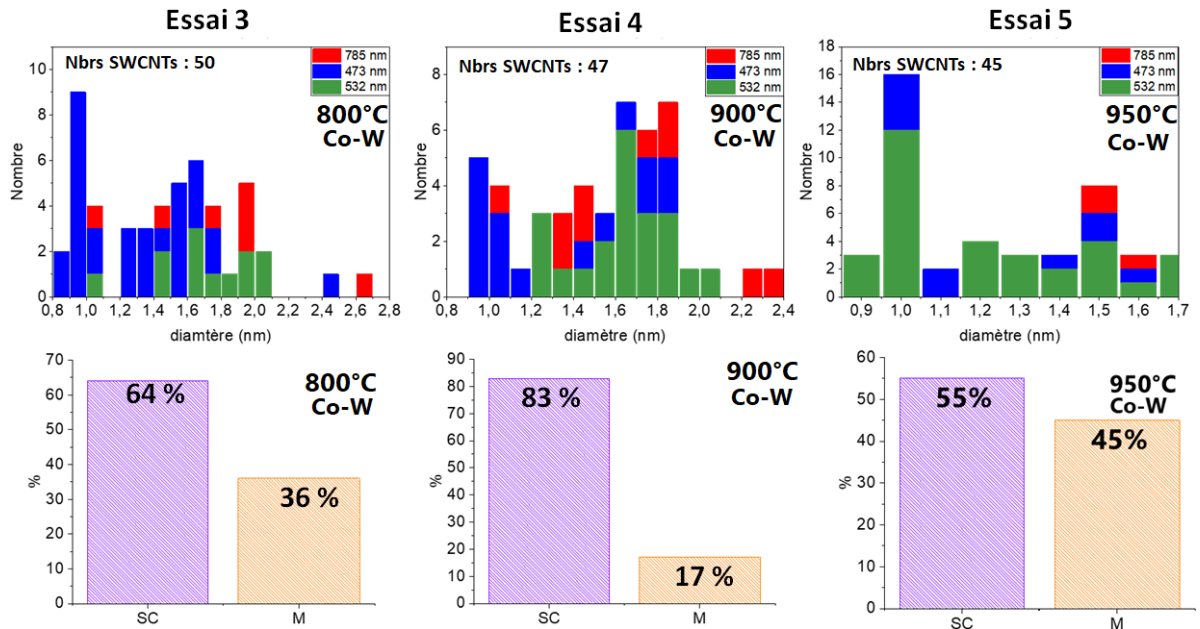 Essai 3
Nbrs SWCNTs : 50
785 nm
473 nm
532 nm
800°C
Co-W
Nombre
10
8
6
4
2
0
0,8 1,0 1,2 1,4 1,6 1,8 2,0 2,2 2,4 2,6 2,8
diamtère (nm)
Essai 4
Nbrs SWCNTs : 47
785 nm
473 nm
532 nm
900°C
Co-W
Nombre
8
6
4
2
0
1,0 1,2 1,4 1,6 1,8 2,0 2,2 2,4
diamètre (nm)
Essai 5
Nbrs SWCNTs : 45
785 nm
473 nm
532 nm
950°C
Co-W
Nombre
18
16
14
12
10
8
6
4
2
0
0,9 1,0 1,1 1,2 1,3 1,4 1,5 1,6 1,7
diamètre (nm)
70
60
50
40
30
20
10
0
%
64 %
36 %
800°C
Co-W
SC M
90
80
70
60
50
40
30
20
10
0
%
83 %
17 %
900°C
Co-W
SC M
60
50
40
30
20
10
0
%
55%
45%
950°C
Co-W
SC M